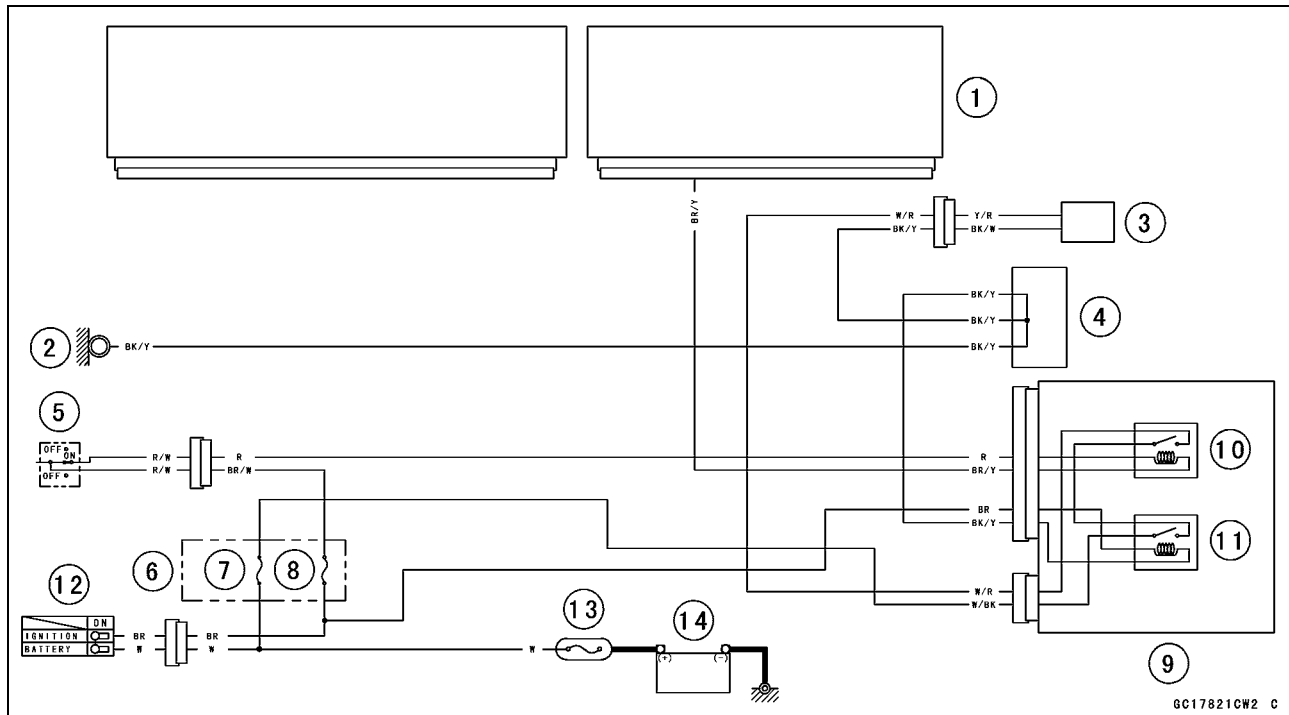 1
BR/Y
W/R
Y/R
BK/Y
BK/W
3
BK/Y
BK/Y
4
2
BK/Y
BK/Y
5
OFF
ON
OFF
R/W
R
R/W
BR/W
R
BR/Y
10
BR
BK/Y
11
6
7
8
W/R
W/BK
12
ON
IGNITION
BR
BR
BATTERY
W
W
W
13
14
(+)
(-)
9
GC17821CW2 C